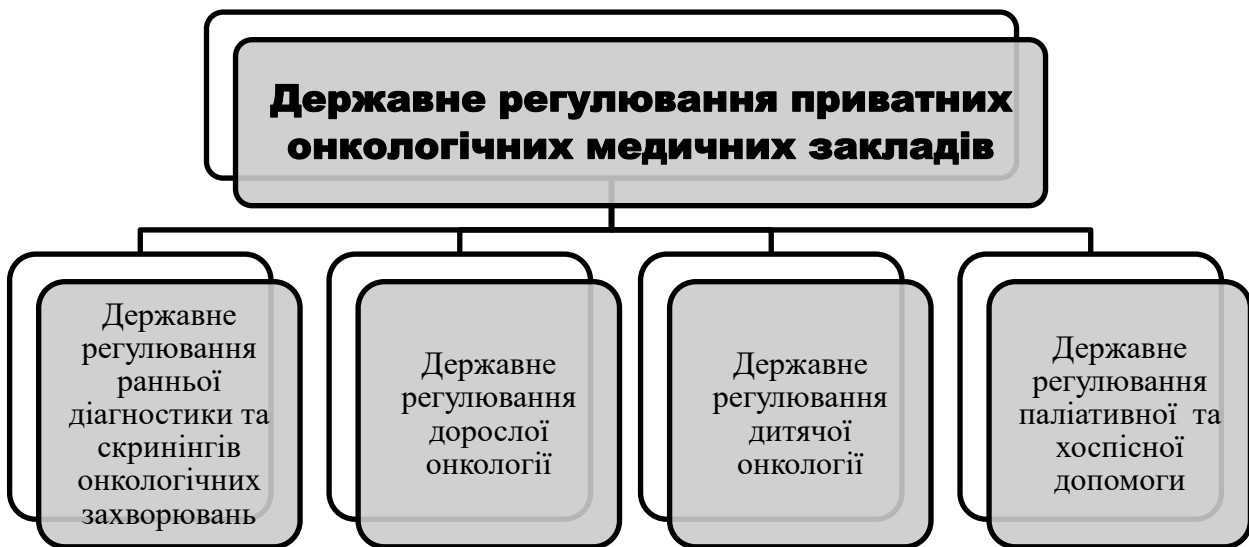 Державне регулювання приватних
онкологічних медичних закладів
Державне
регулювання
ранньої
діагностики та
скринінгів
онкологічних
захворювань
Державне
регулювання
дорослої
онкології
Державне
регулювання
дитячої
онкології
Державне
регулювання
паліативної та
хоспісної
допомоги